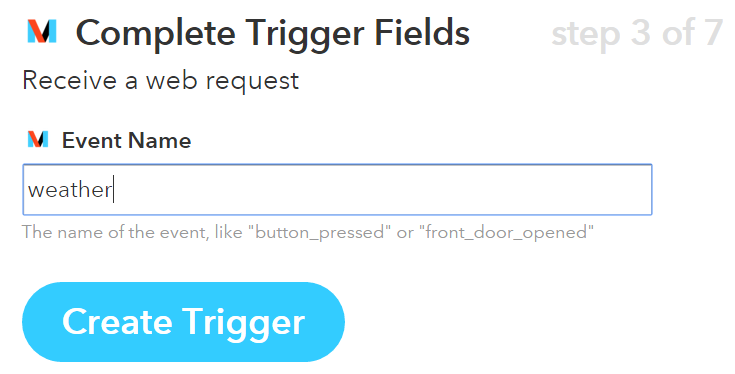 Complete Trigger Fields step 3 of 7
Receive a web request
Event Name
weather
The name of the event, like "button_pressed" or "front_door_opened"
Create Trigger